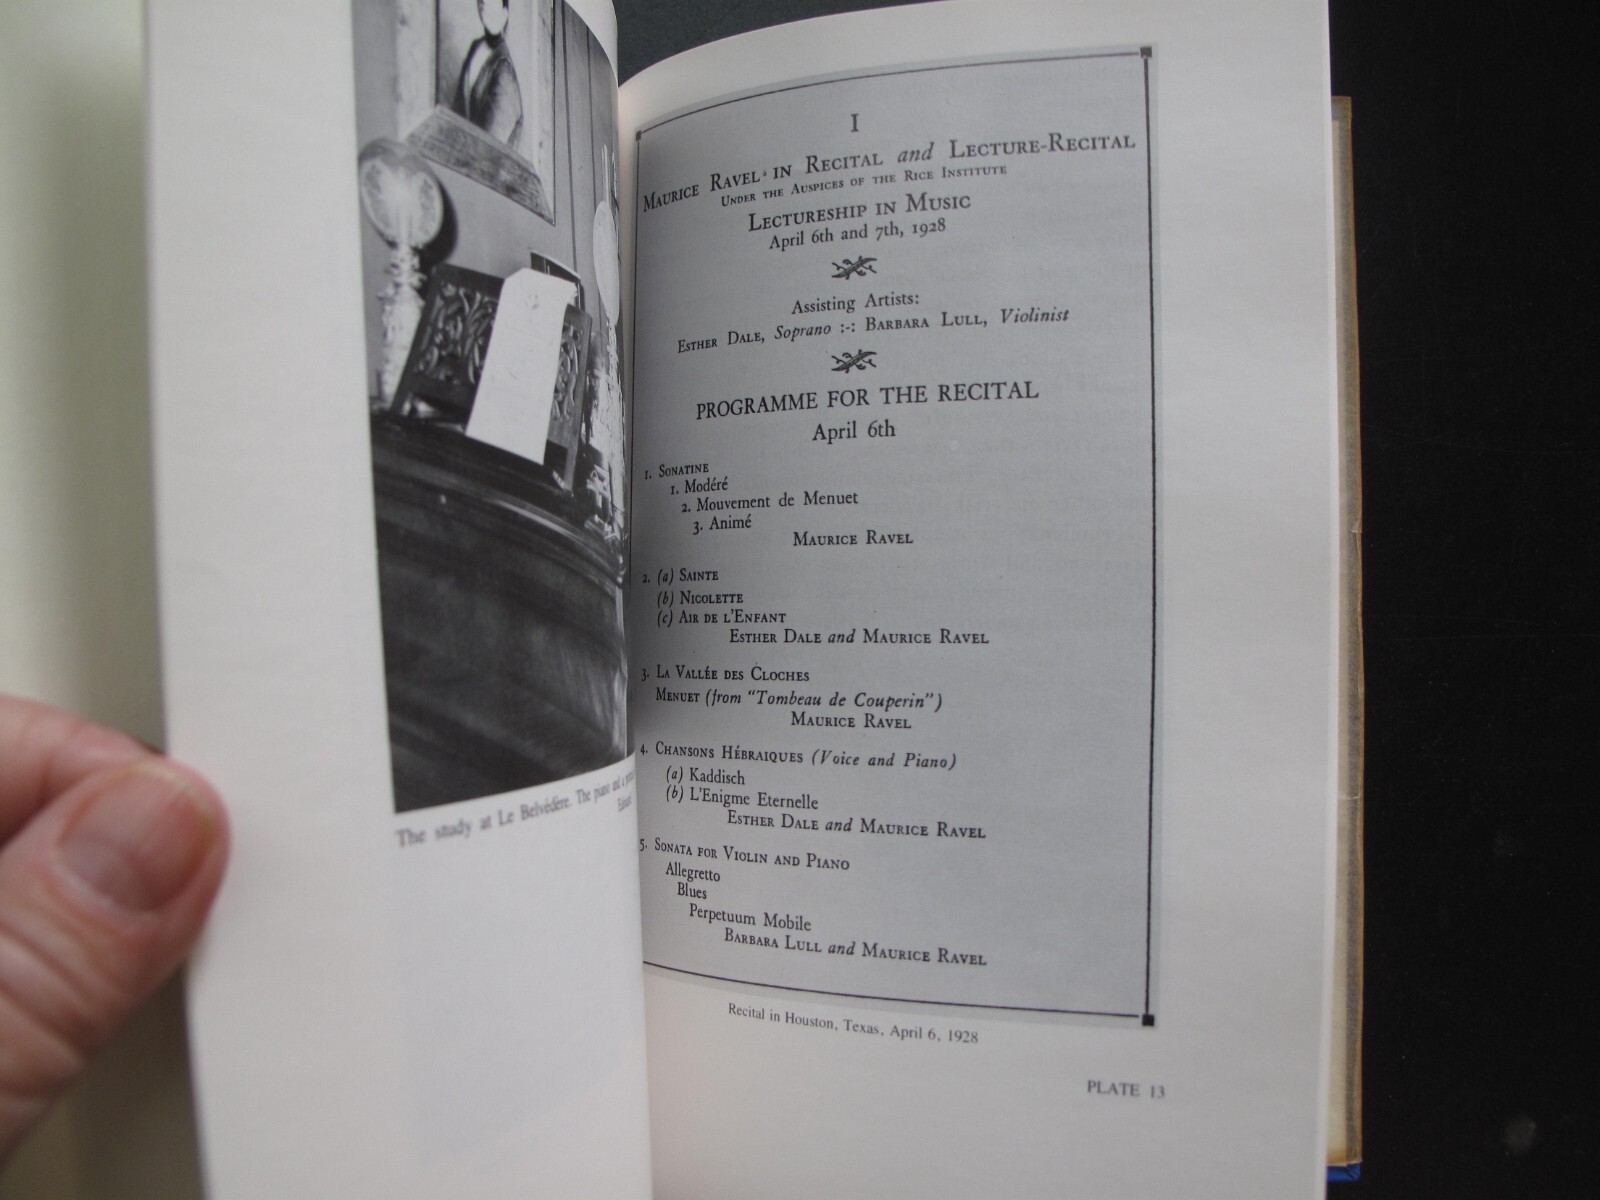 The study at Le Belvédère. The piano and a
I
MAURICE RAVEL IN RECITAL and LECTURE-RECITAL
UNDER THE AUSPICES OF THE RICE INSTITUTE
LECTURESHIP IN MUSIC
April 6th and 7th, 1928
Assisting Artists:
ESTHER DALE, Soprano :-: BARBARA LULL, Violinist
PROGRAMME FOR THE RECITAL
April 6th
1. SONATINE
1. Modéré
2. Mouvement de Menuet
3. Animé
MAURICE RAVEL
2. (a) SAINTE
(b) NICOLETTE
(c) AIR DE L'ENFANT
ESTHER DALE and MAURICE RAVEL
3. LA VALLÉE DES CLOCHES
MENUET (from "Tombeau de Couperin")
MAURICE RAVEL
4. CHANSONS HÉBRAIQUES (Voice and Piano)
(a) Kaddisch
(b) L'Enigme Eternelle
ESTHER DALE and MAURICE RAVEL
5. SONATA FOR VIOLIN AND PIANO
Allegretto
Blues
Perpetuum Mobile
BARBARA LULL and MAURICE RAVEL
Recital in Houston, Texas, April 6, 1928
PLATE 13